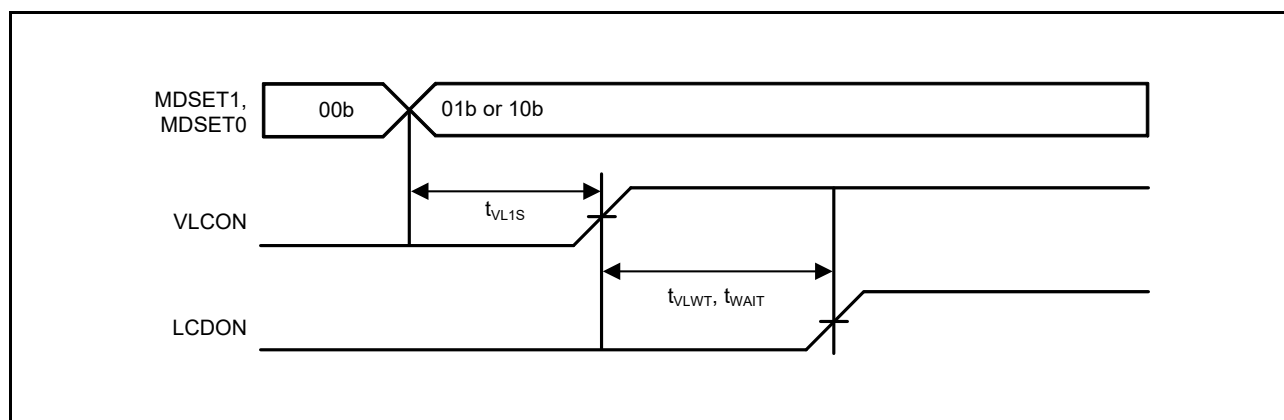 MDSET1,
MDSET0
00b
01b or 10b
tVL1S
VLCON
tVLWT, tWAIT
LCDON